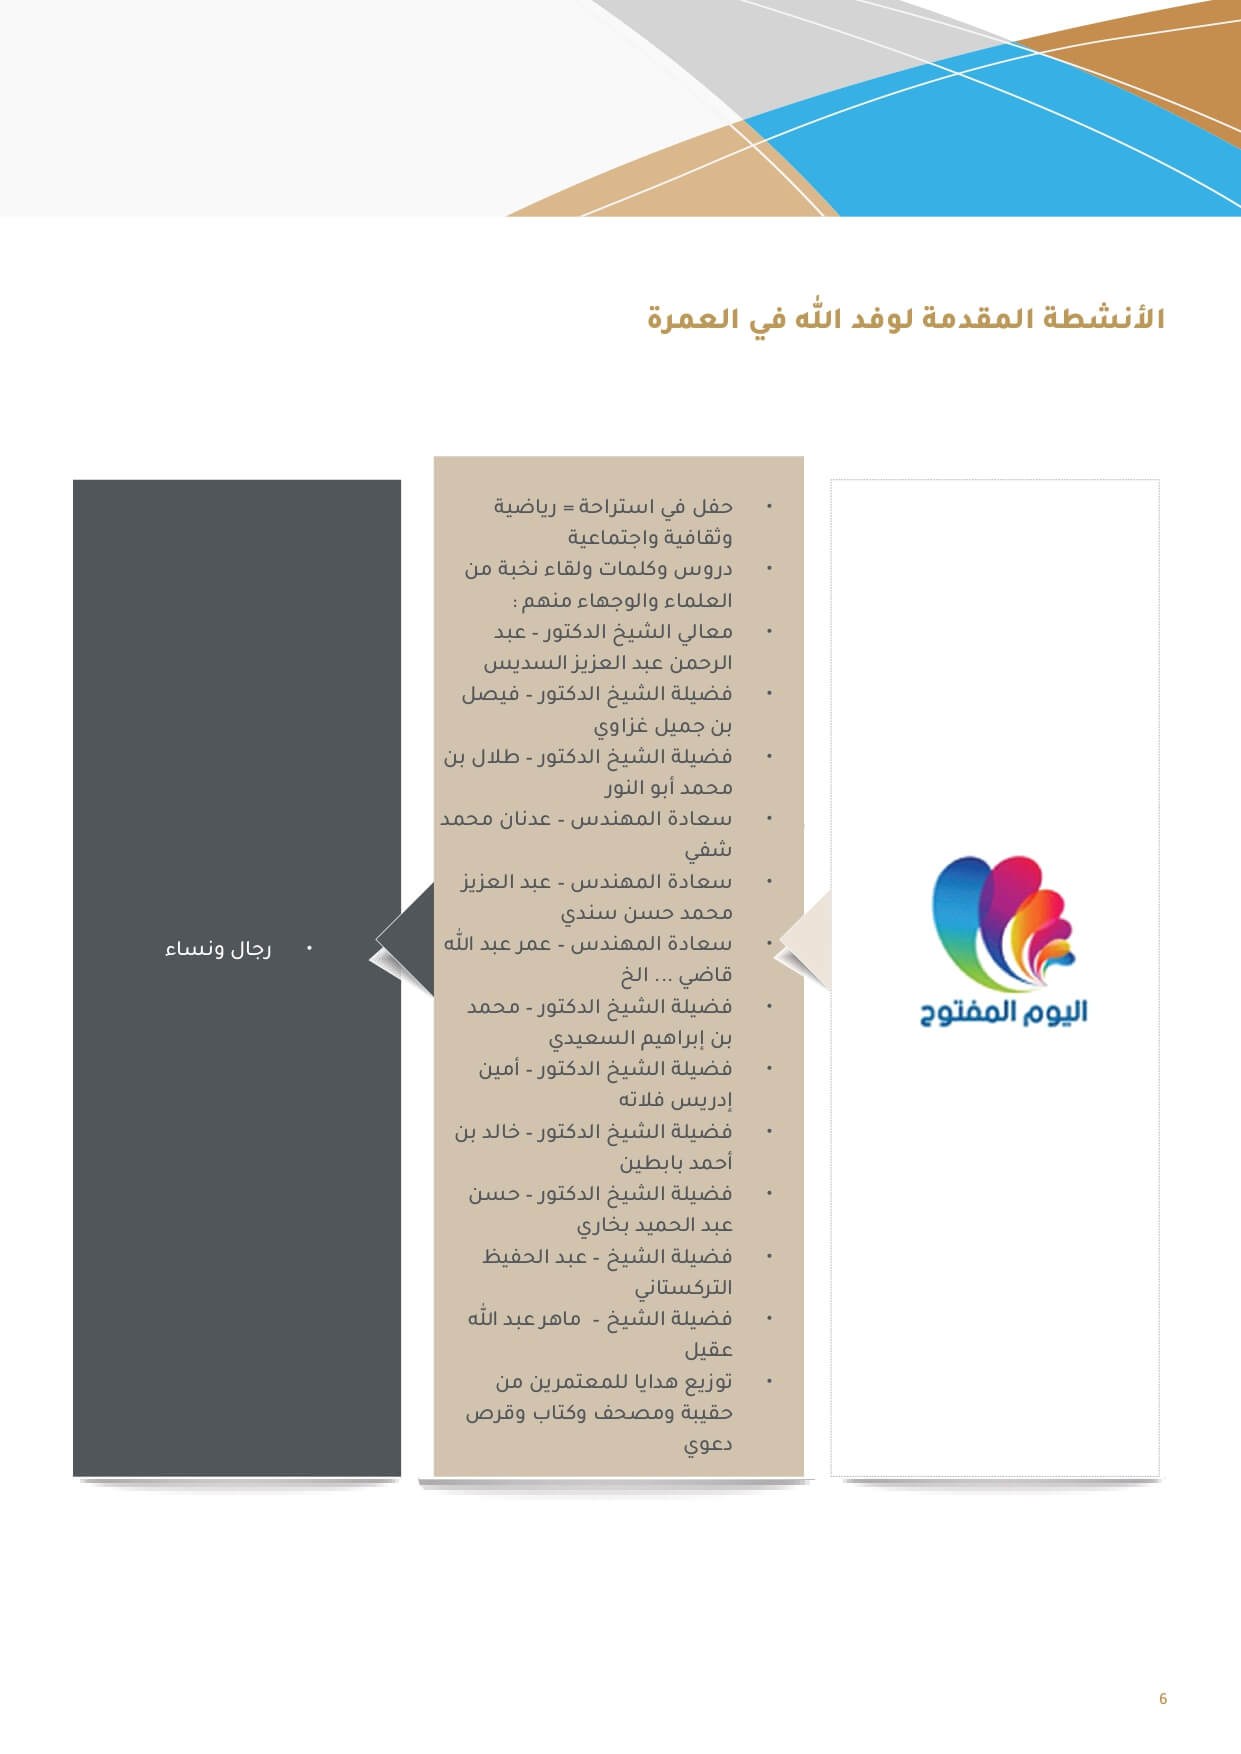 الأنشطة المقدمة لوفد الله في العمرة
اليوم المفتوح
• حفل في استراحة = رياضية
وثقافية واجتماعية
• دروس وكلمات ولقاء نخبة من
العلماء والوجهاء منهم :
• معالي الشيخ الدكتور - عبد
الرحمن عبد العزيز السديس
• فضيلة الشيخ الدكتور - فيصل
بن جميل غزاوي
• فضيلة الشيخ الدكتور - طلال بن
محمد أبو النور
• سعادة المهندس - عدنان محمد
شفي
• سعادة المهندس - عبد العزيز
محمد حسن سندي
• سعادة المهندس - عمر عبد الله
قاضي ... الخ
• فضيلة الشيخ الدكتور - محمد
بن إبراهيم السعيدي
• فضيلة الشيخ الدكتور - أمين
إدريس فلاته
• فضيلة الشيخ الدكتور - خالد بن
أحمد بابطين
• فضيلة الشيخ الدكتور - حسن
عبد الحميد بخاري
• فضيلة الشيخ - عبد الحفيظ
التركستاني
• فضيلة الشيخ - ماهر عبد الله
عقيل
• توزيع هدايا للمعتمرين من
حقيبة ومصحف وكتاب وقرص
دعوي
• رجال ونساء
6